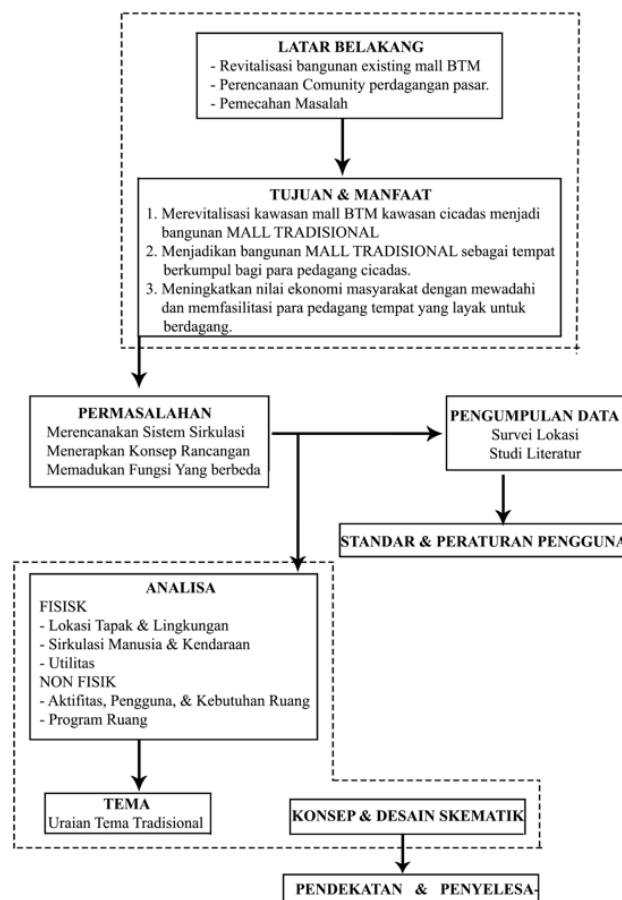 LATAR BELAKANG
- Revitalisasi bangunan existing mall BTM
- Perencanaan Comunity perdagangan pasar.
- Pemecahan Masalah
TUJUAN & MANFAAT
1. Merevitalisasi kawasan mall BTM kawasan cicadas menjadi
bangunan MALL TRADISIONAL
2. Menjadikan bangunan MALL TRADISIONAL sebagai tempat
berkumpul bagi para pedagang cicadas.
3. Meningkatkan nilai ekonomi masyarakat dengan mewadahi
dan memfasilitasi para pedagang tempat yang layak untuk
berdagang.
PERMASALAHAN
Merencanakan Sistem Sirkulasi
Menerapkan Konsep Rancangan
Memadukan Fungsi Yang berbeda
PENGUMPULAN DATA
Survei Lokasi
Studi Literatur
STANDAR & PERATURAN PENGGUNA
ANALISA
FISISK
- Lokasi Tapak & Lingkungan
- Sirkulasi Manusia & Kendaraan
- Utilitas
NON FISIK
- Aktifitas, Pengguna, & Kebutuhan Ruang
- Program Ruang
TEMA
Uraian Tema Tradisional
KONSEP & DESAIN SKEMATIK
PENDEKATAN & PENYELESA-